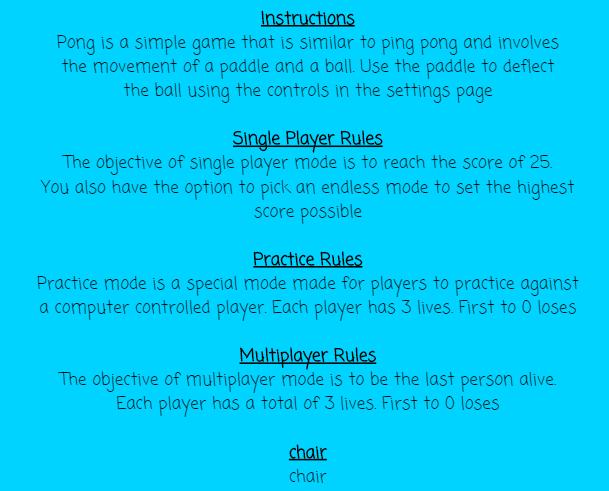 Instructions
Pong is a simple game that is similar to ping pong and involves
the movement of a paddle and a ball. Use the paddle to deflect
the ball using the controls in the settings page
Single Player Rules
The objective of single player mode is to reach the score of 25.
You also have the option to pick an endless mode to set the highest
score possible
Practice Rules
Practice mode is a special mode made for players to practice against
a computer controlled player. Each player has 3 lives. First to 0 loses
Multiplayer Rules
The objective of multiplayer mode is to be the last person alive.
Each player has a total of 3 lives. First to 0 loses
chair
chair